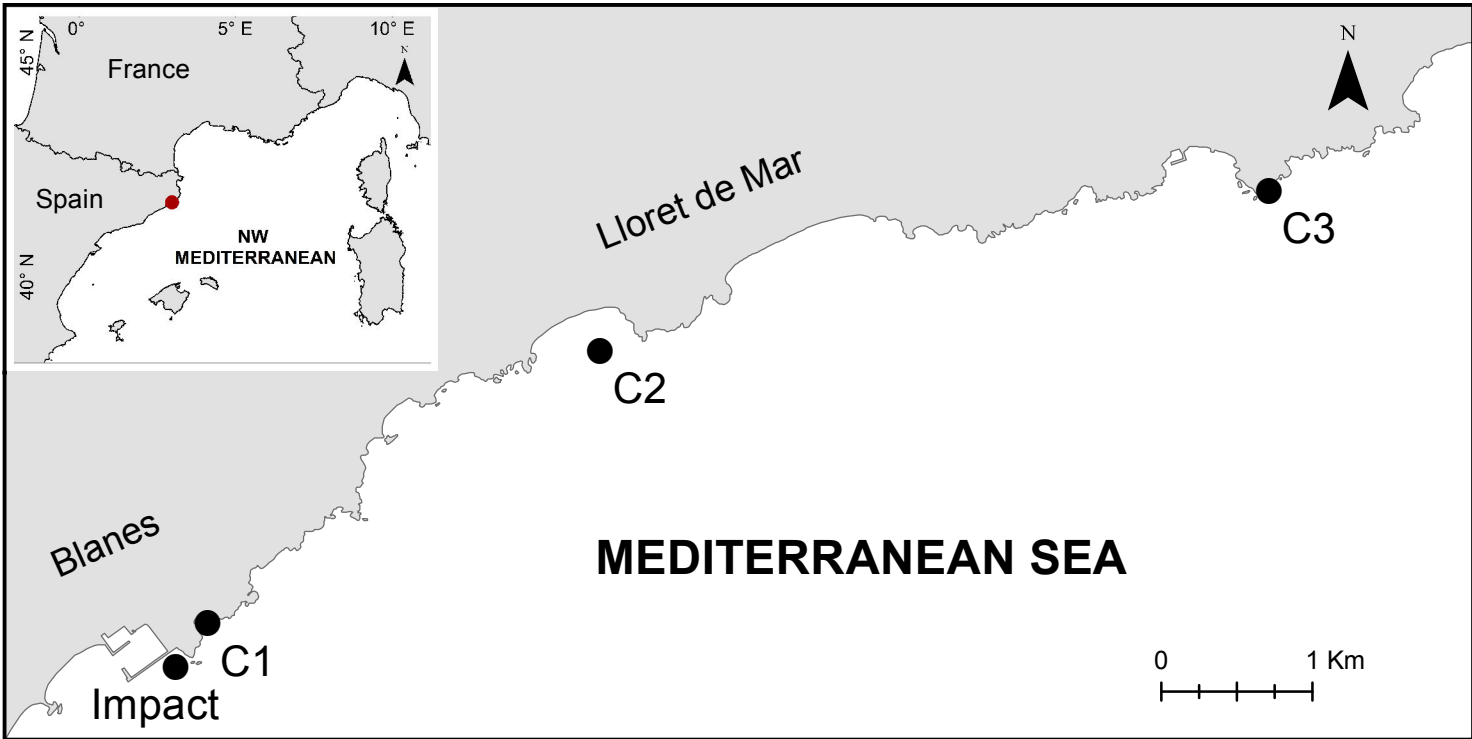 0° 5° E 10° E
45° N
N
France
Spain
NW
MEDITERRANEAN
40° N
N
Lloret de Mar
C3
C2
Blanes
MEDITERRANEAN SEA
C1
Impact
0 1 Km